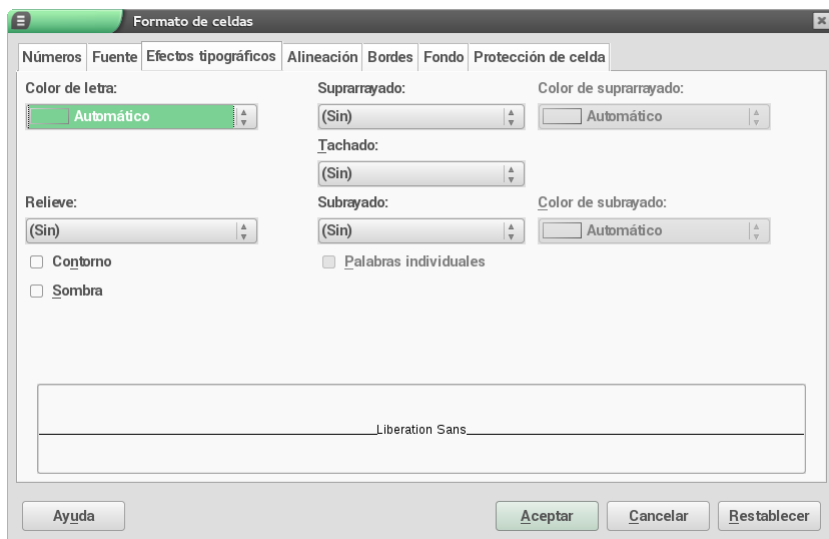 Formato de celdas
Números Fuente Efectos tipográficos Alineación Bordes Fondo Protección de celda
Color de letra: Suprarrayado: Color de suprarrayado:
Automático (Sin) Automático
Tachado:
(Sin)
Relieve: Subrayado: Color de subrayado:
(Sin) (Sin) Automático
Contorno Palabras individuales
Sombra
Liberation Sans
Ayuda Aceptar Cancelar Restablecer